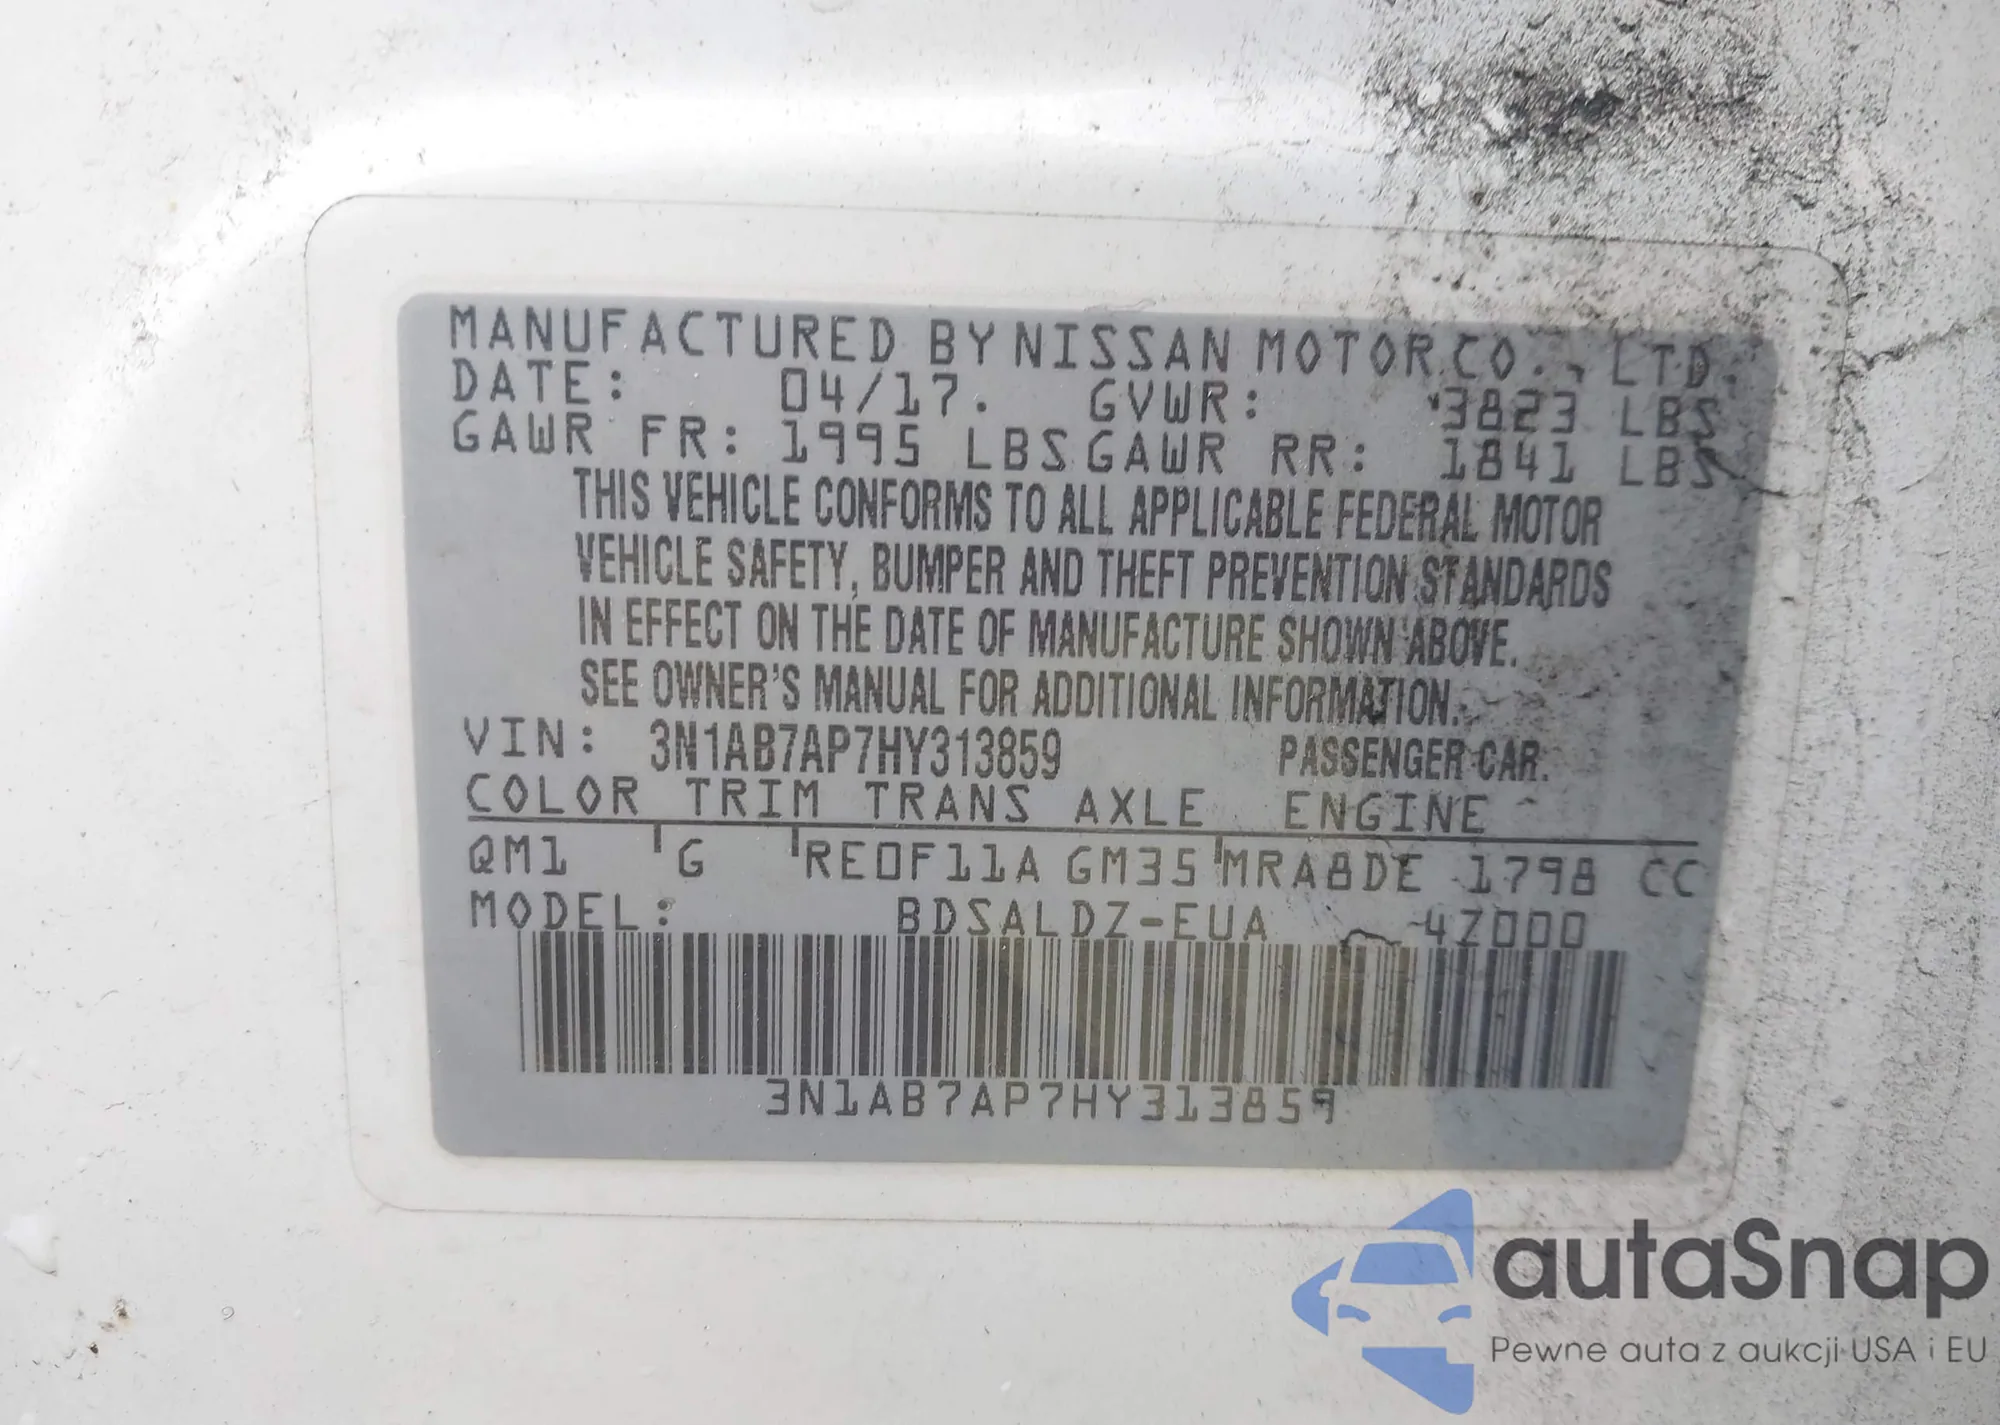 MANUFACTURED BY NISSAN MOTOR CO., LTD.
DATE: 04/17. GVWR: 3823 LBS
GAWR FR: 1995 LBS GAWR RR: 1841 LBS
THIS VEHICLE CONFORMS TO ALL APPLICABLE FEDERAL MOTOR
VEHICLE SAFETY, BUMPER AND THEFT PREVENTION STANDARDS
IN EFFECT ON THE DATE OF MANUFACTURE SHOWN ABOVE.
SEE OWNER'S MANUAL FOR ADDITIONAL INFORMATION.
VIN: 3N1AB7AP7HY313859 PASSENGER CAR.
COLOR TRIM TRANS AXLE ENGINE
QM1 G RE0F11A GM35 MRA8DE 1798 CC
MODEL: BDSALDZ-EUA 4Z000
3N1AB7AP7HY313859
autaSnap
Pewne auta z aukcji USA i EU